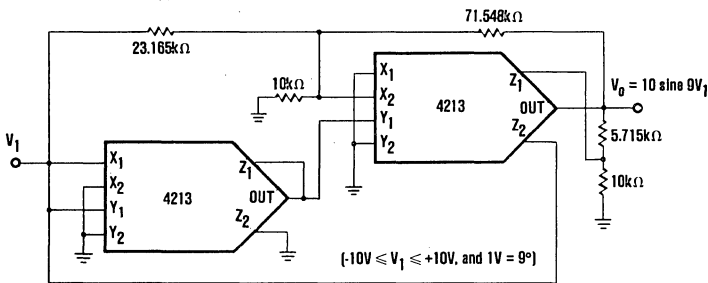 71.548kΩ
23.165kΩ
10kΩ
X₁
X₂
Y₁
Y₂
4213
Z₁
OUT
Z₂
Vₒ = 10 sine 9V₁
5.715kΩ
10kΩ
V₁
X₁
X₂
Y₁
Y₂
4213
Z₁
OUT
Z₂
(-10V ≤ V₁ ≤ +10V, and 1V = 9°)